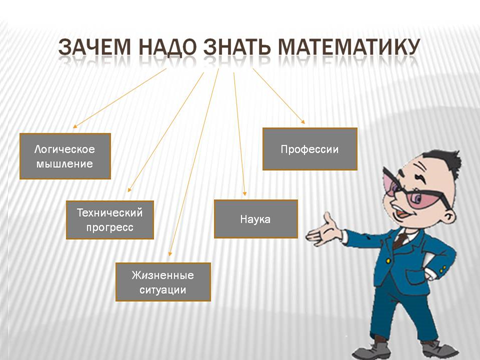 ЗАЧЕМ НАДО ЗНАТЬ МАТЕМАТИКУ
Логическое
мышление
Профессии
Технический
прогресс
Наука
Жизненные
ситуации